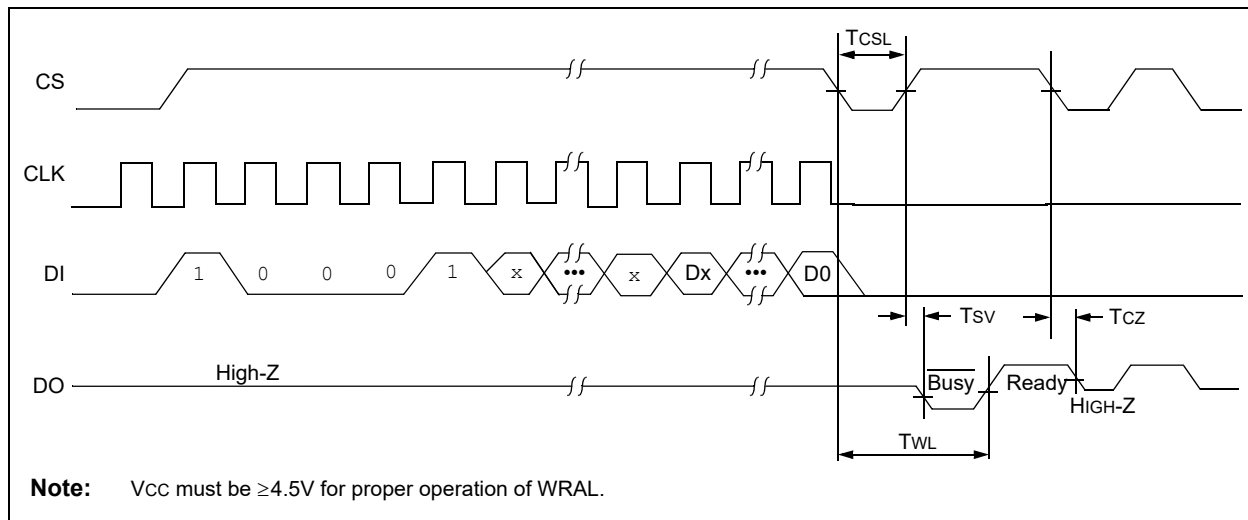 TCSL
CS
CLK
DI 1 0 0 0 1 x ••• x Dx ••• D0
TSV TCZ
High-Z
DO Busy Ready
HIGH-Z
TWL
Note: VCC must be ≥4.5V for proper operation of WRAL.